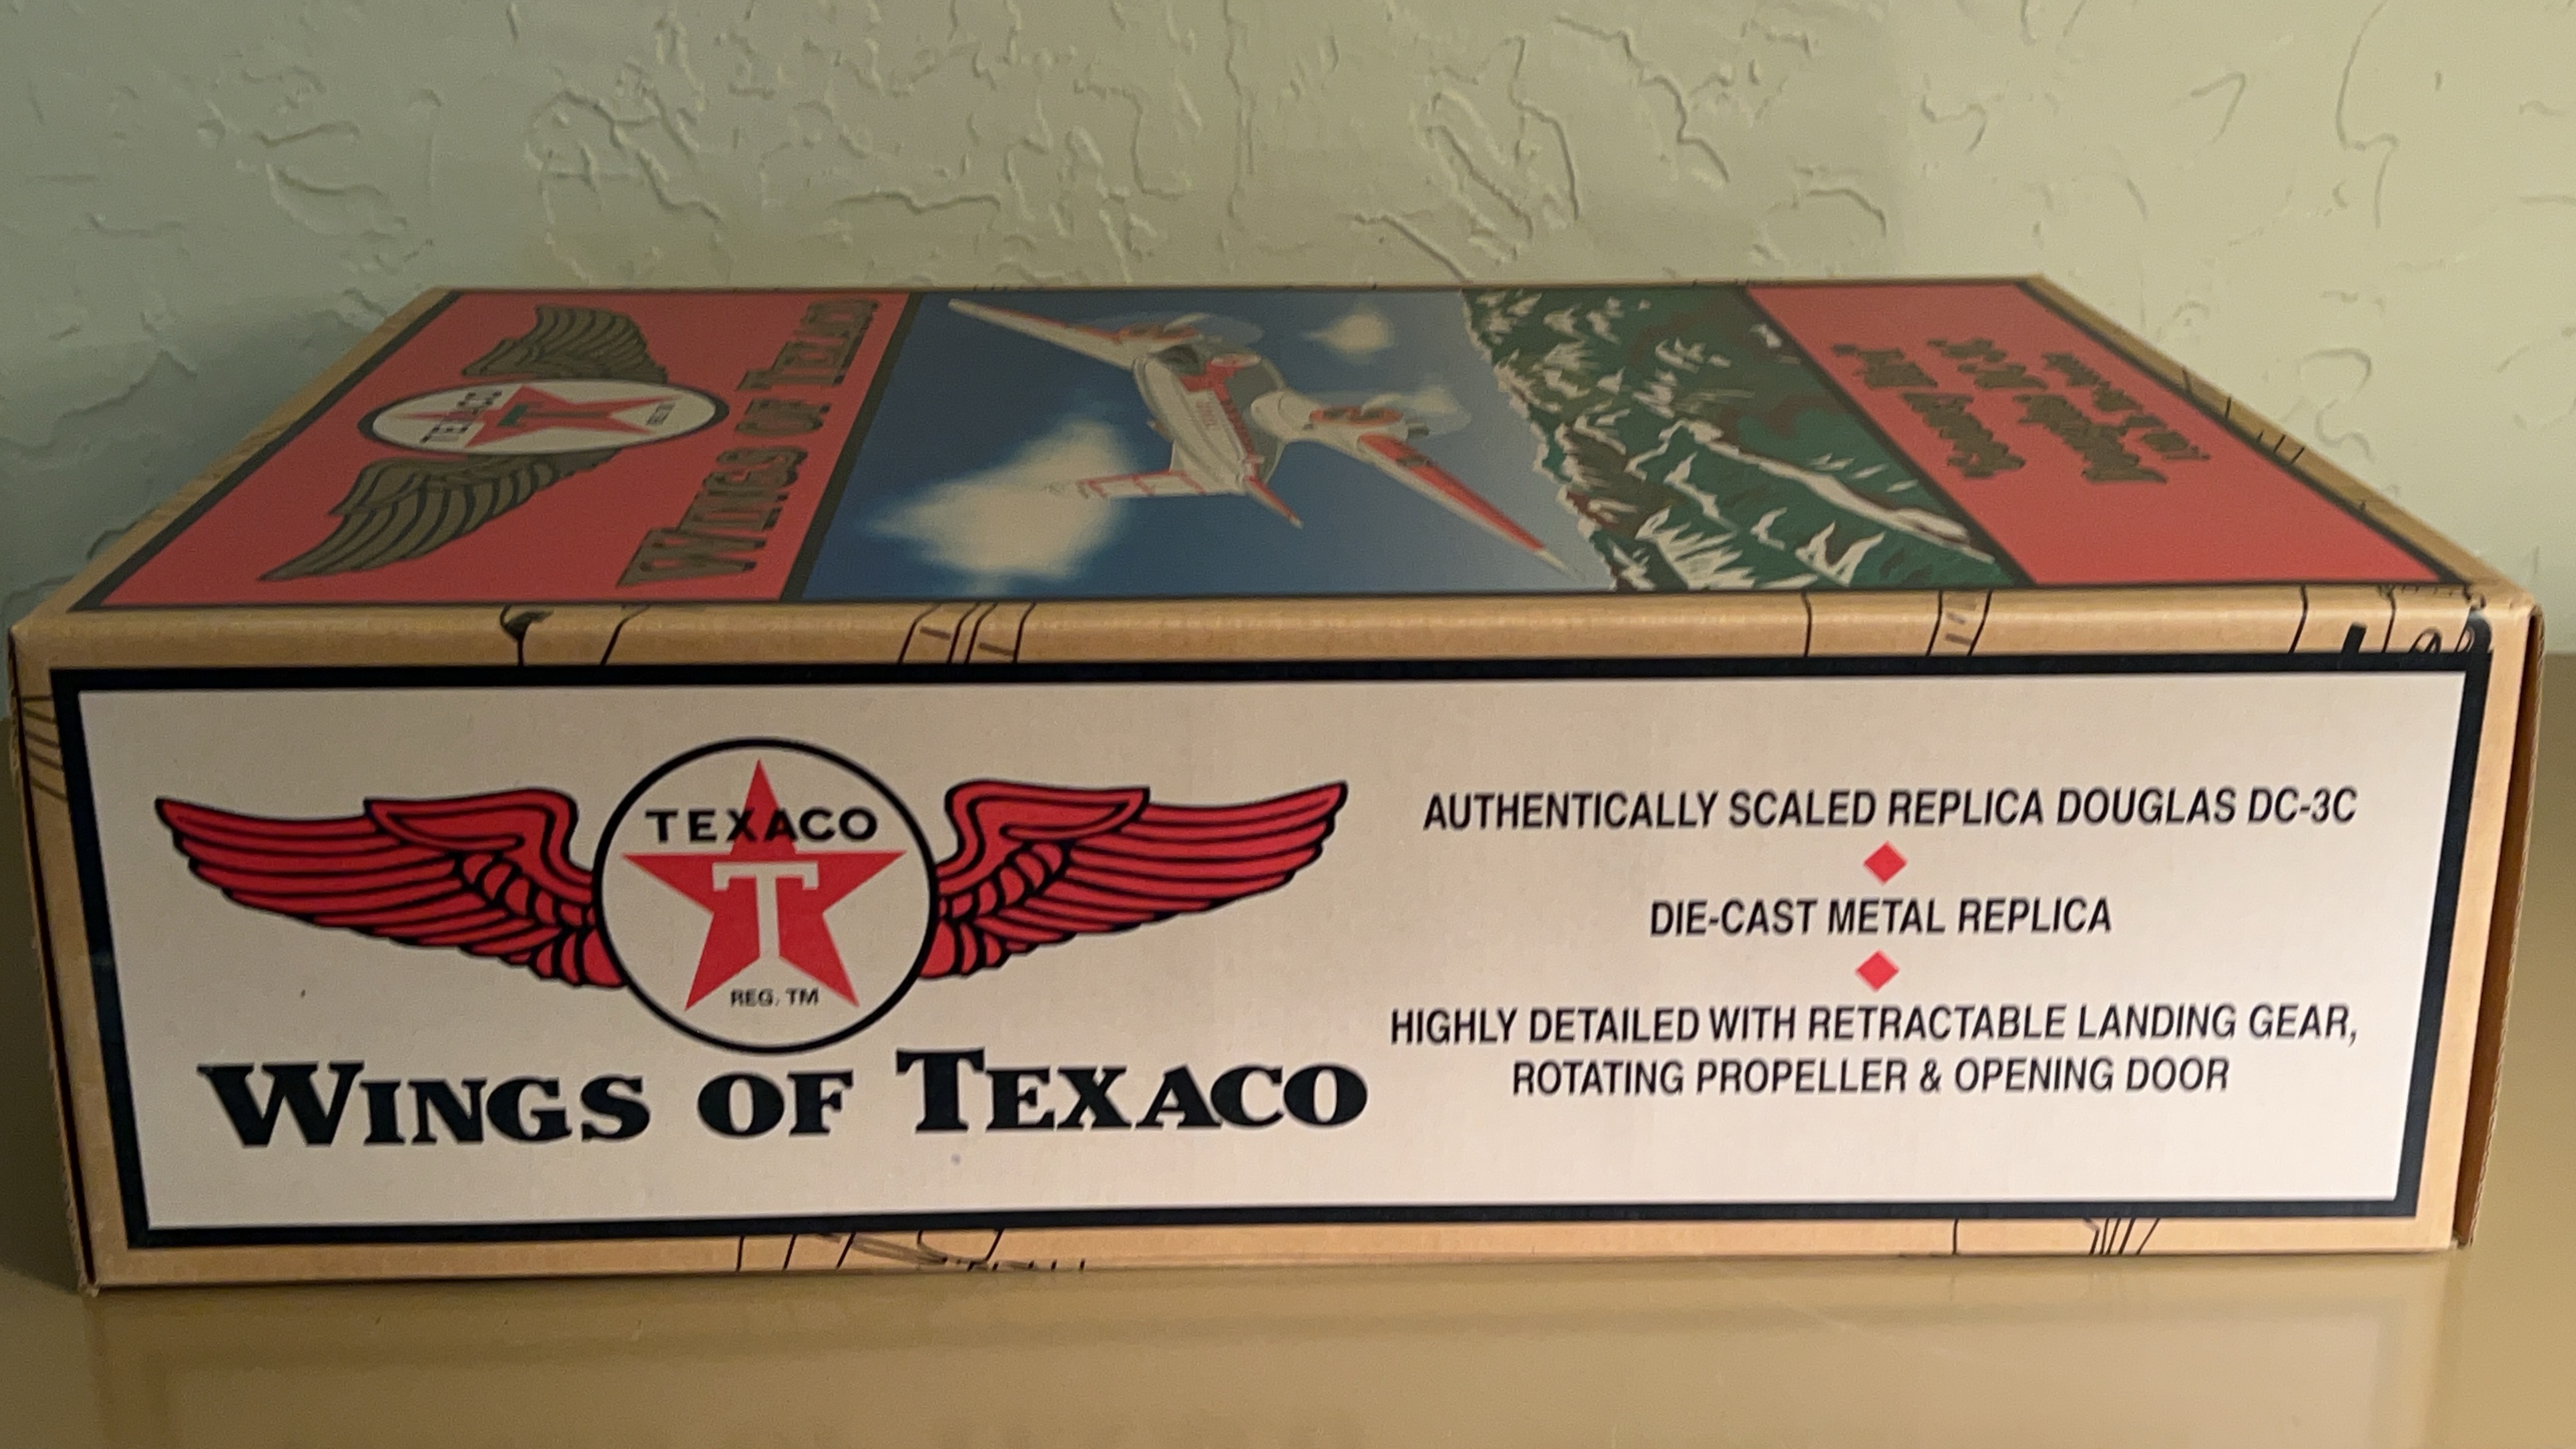 TEXACO
T
WINGS OF TEXACO
TEXACO
T
REG. TM
WINGS OF TEXACO
AUTHENTICALLY SCALED REPLICA DOUGLAS DC-3C
DIE-CAST METAL REPLICA
HIGHLY DETAILED WITH RETRACTABLE LANDING GEAR,
ROTATING PROPELLER & OPENING DOOR